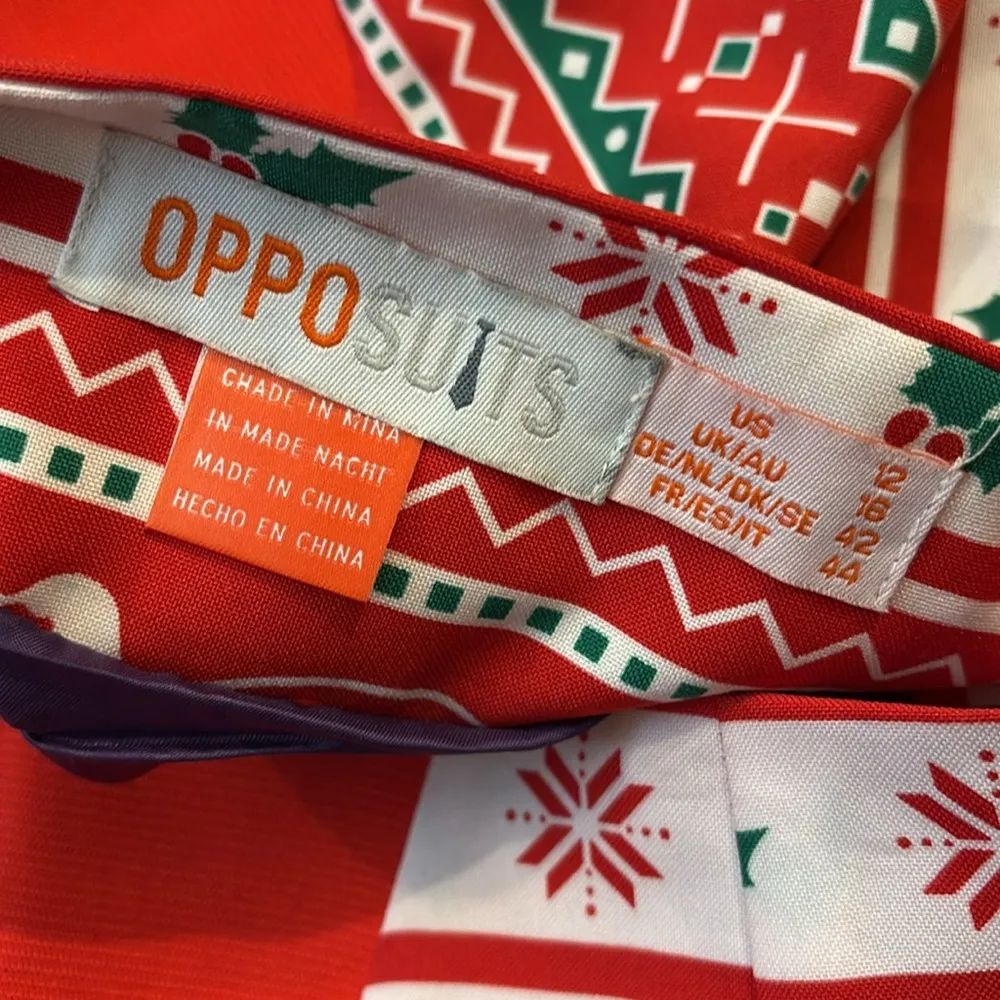 OPPOSUITS
CHADE IN MINA
IN MADE NACHI
MADE IN CHINA
HECHO EN CHINA
US 12
UK/AU 16
DE/NL/DK/SE 42
FR/ES/IT 44